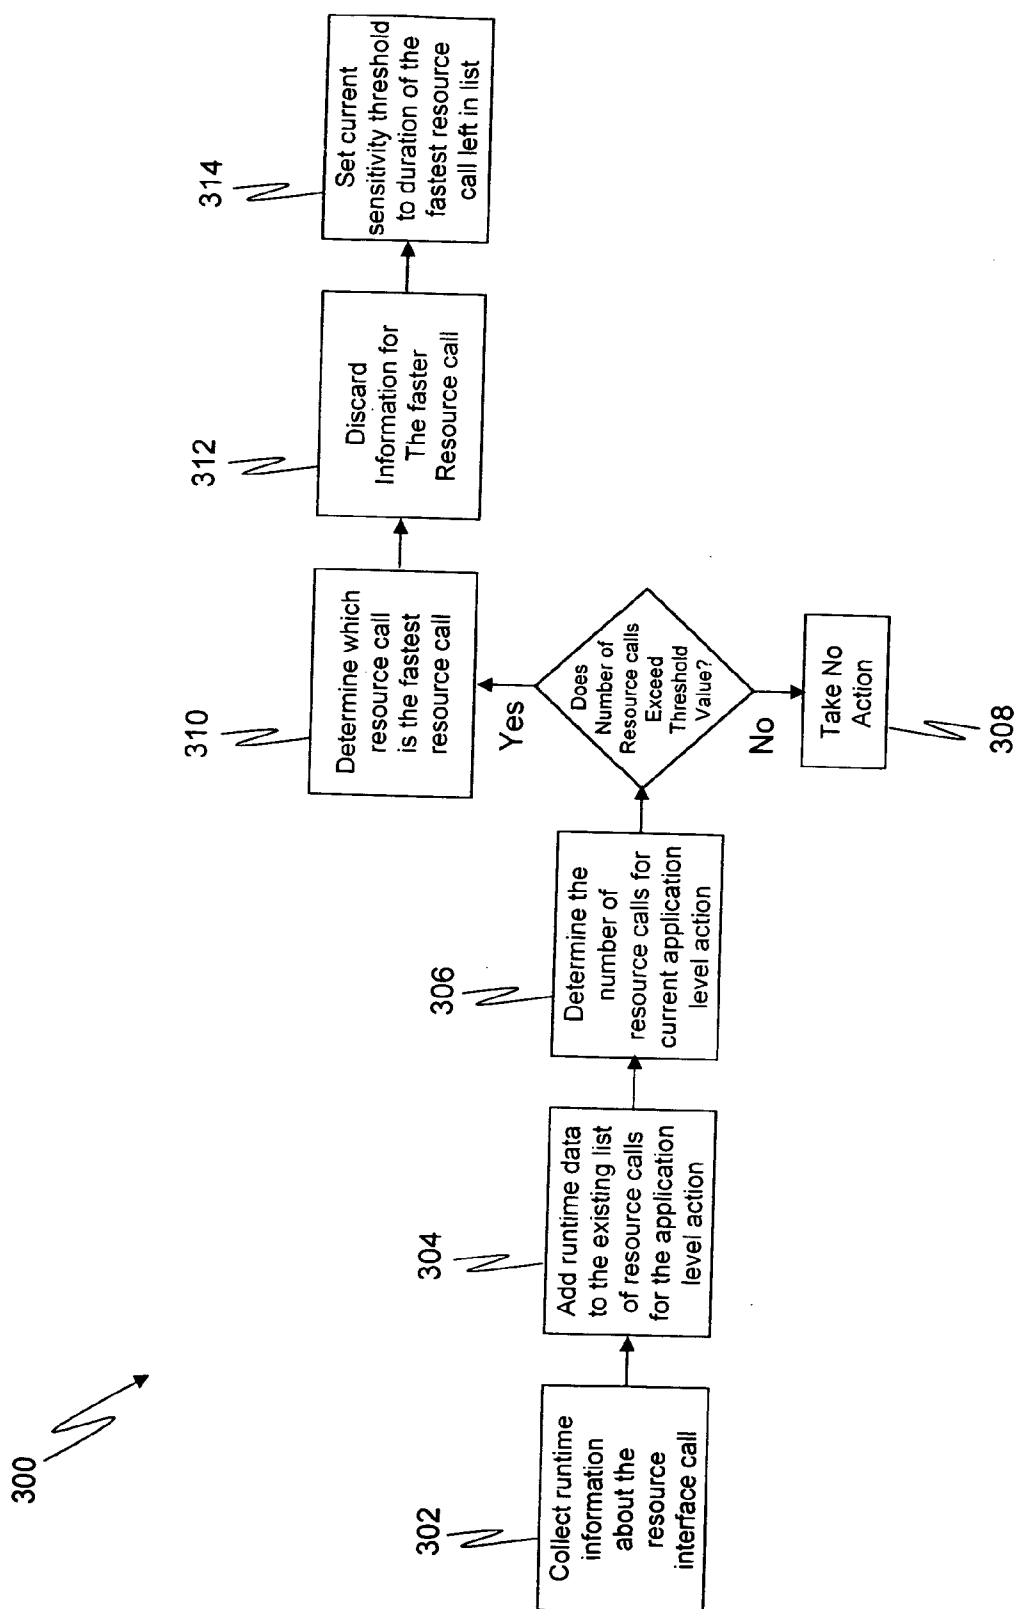 300
302
Collect runtime
information
about the
resource
interface call
304
Add runtime data
to the existing list
of resource calls
for the application
level action
306
Determine the
number of
resource calls for
current application
level action
Does
Number of
Resource calls
Exceed
Threshold
Value?
Yes
No
308
Take No
Action
310
Determine which
resource call
is the fastest
resource call
312
Discard
Information for
The faster
Resource call
314
Set current
sensitivity threshold
to duration of the
fastest resource
call left in list